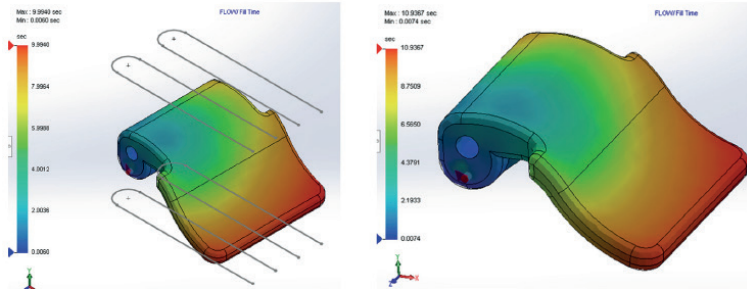 Max : 9.9940 sec
Min : 0.0060 sec
FLOW/Fill Time
sec
9.9940
7.9964
5.9988
4.0012
2.0036
0.0060
Y
Max : 10.9367 sec
Min : 0.0074 sec
FLOW/Fill Time
sec
10.9367
8.7509
6.5650
4.3791
2.1933
0.0074
Y
X
Z